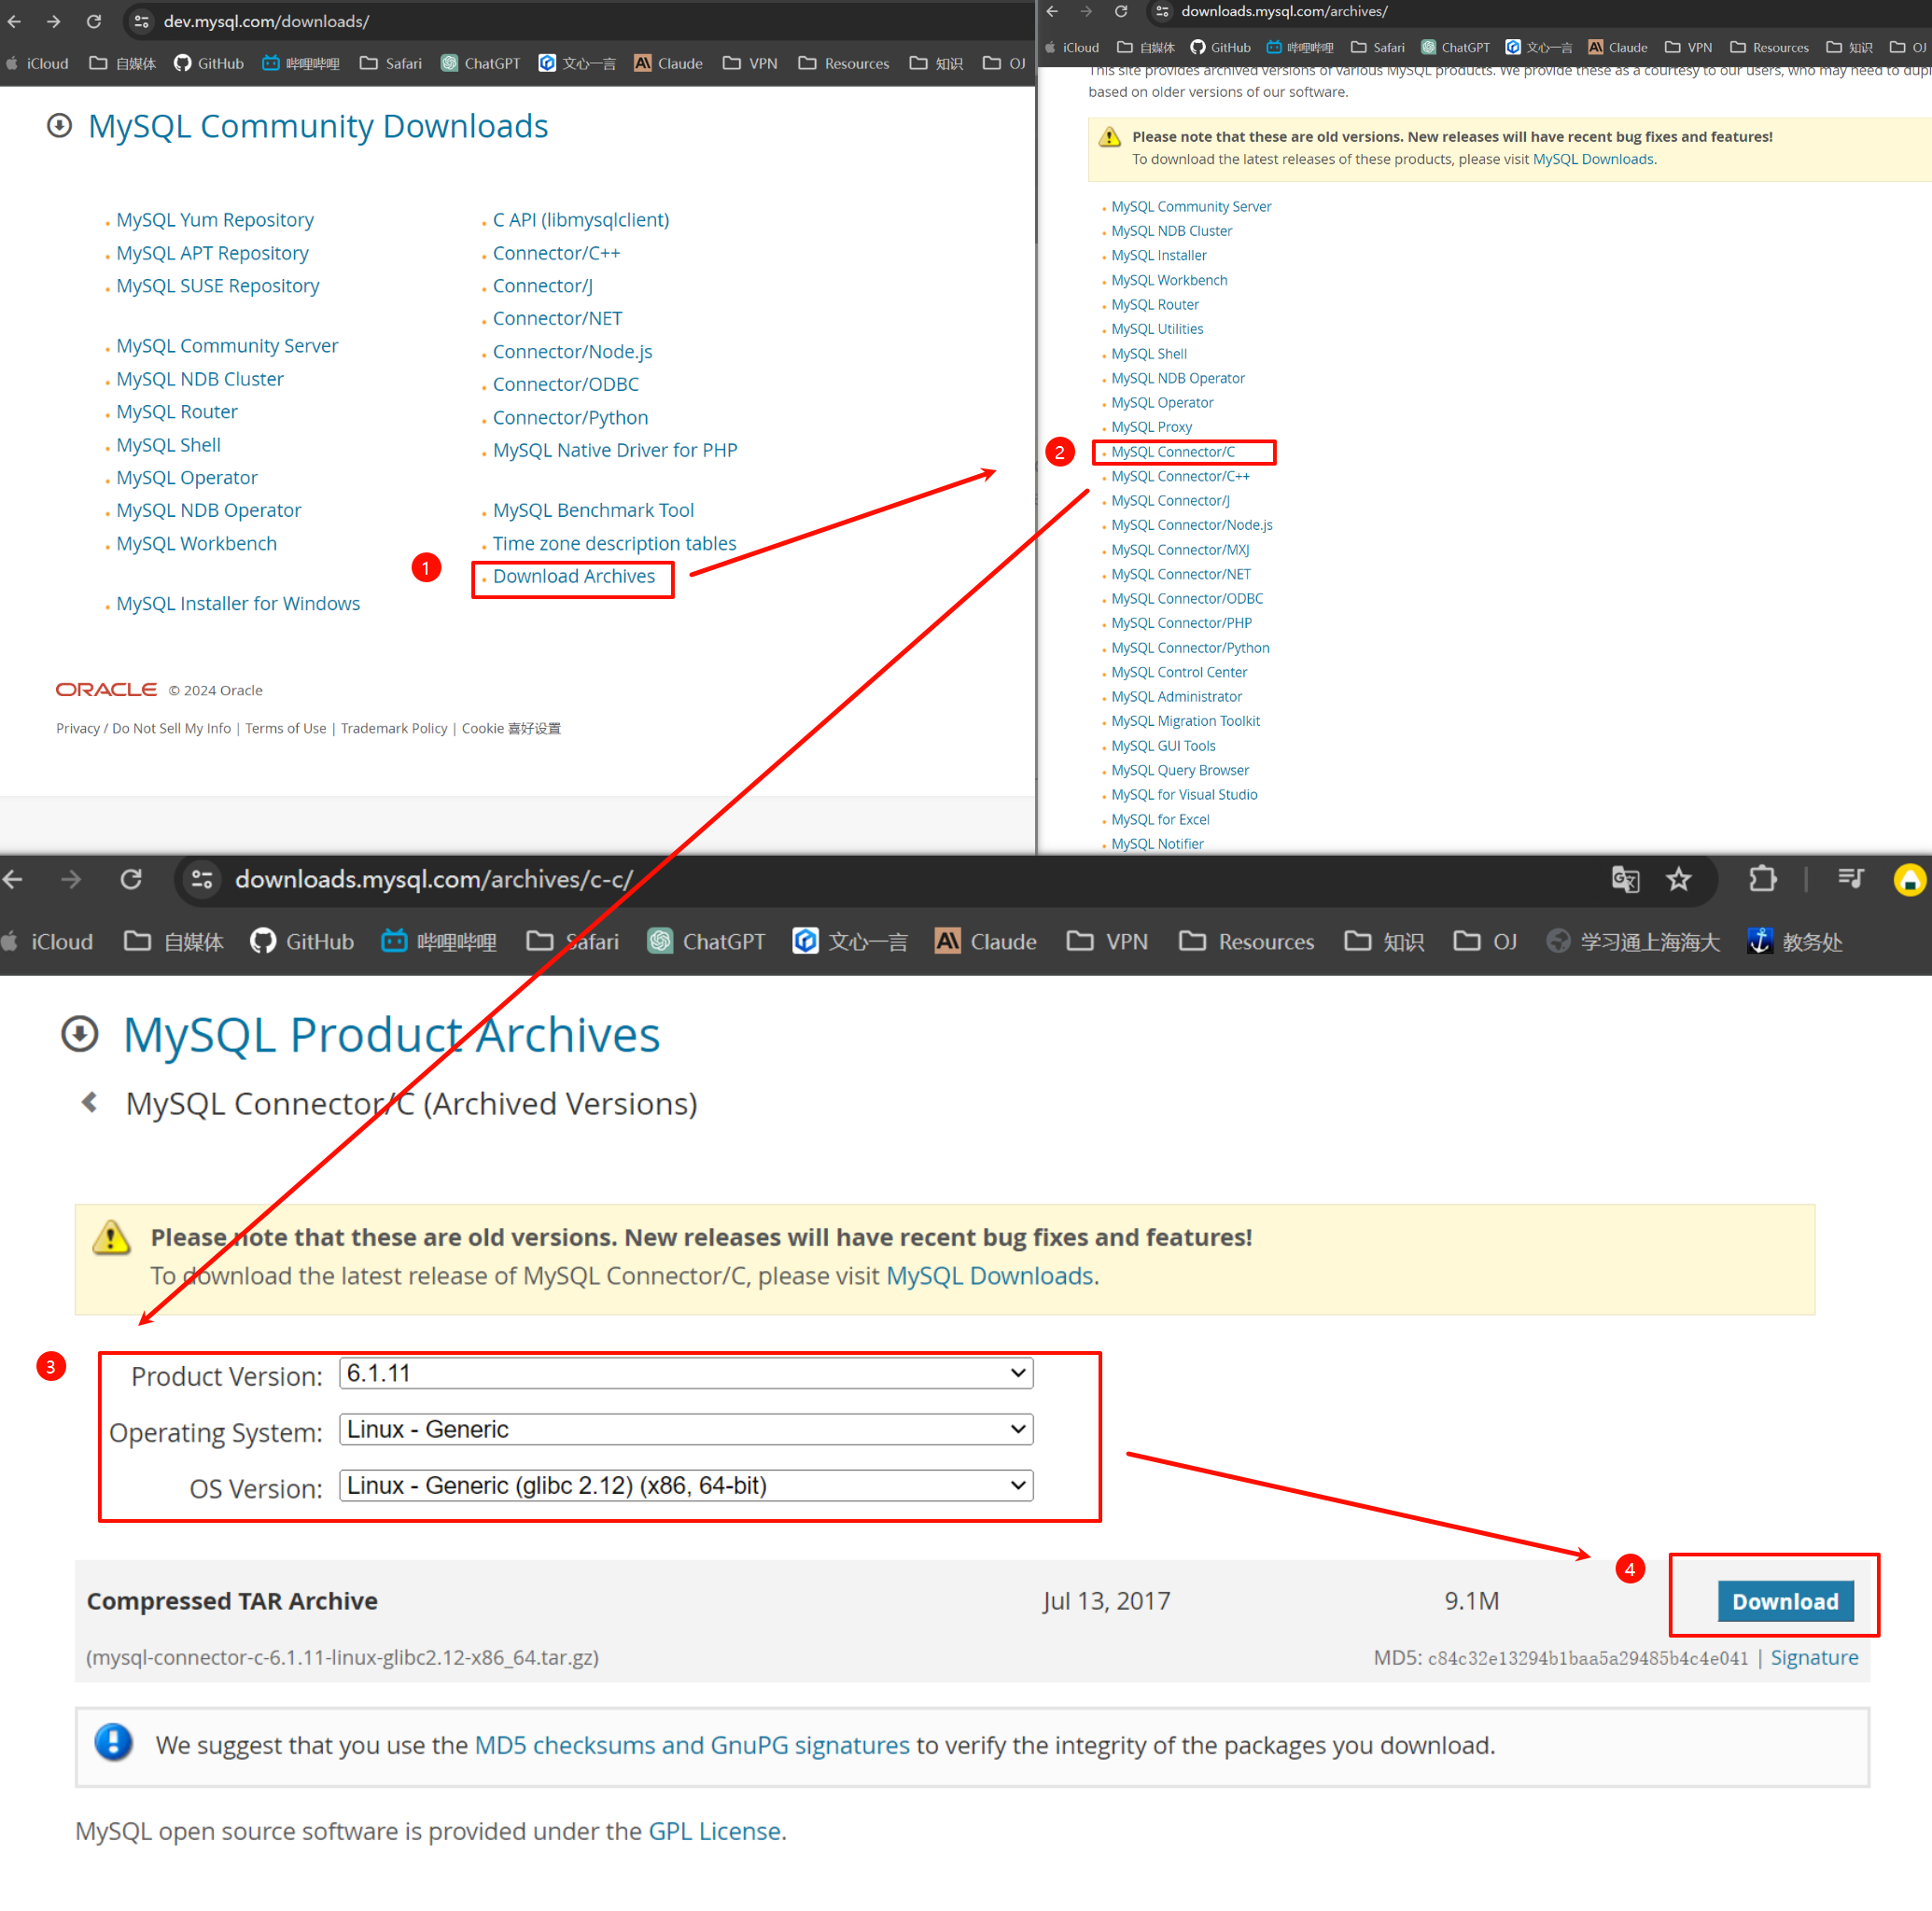 dev.mysql.com/downloads/
iCloud 自媒体 GitHub 哔哩哔哩 Safari ChatGPT 文心一言 Claude VPN Resources 知识 OJ
MySQL Community Downloads
MySQL Yum Repository
MySQL APT Repository
MySQL SUSE Repository
MySQL Community Server
MySQL NDB Cluster
MySQL Router
MySQL Shell
MySQL Operator
MySQL NDB Operator
MySQL Workbench
MySQL Installer for Windows
C API (libmysqlclient)
Connector/C++
Connector/J
Connector/NET
Connector/Node.js
Connector/ODBC
Connector/Python
MySQL Native Driver for PHP
MySQL Benchmark Tool
Time zone description tables
1
Download Archives
ORACLE © 2024 Oracle
Privacy / Do Not Sell My Info | Terms of Use | Trademark Policy | Cookie 喜好设置
downloads.mysql.com/archives/
iCloud 自媒体 GitHub 哔哩哔哩 Safari ChatGPT 文心一言 Claude VPN Resources 知识 OJ
This site provides archived versions of various MySQL products. We provide these as a courtesy to our users, who may need to dupl
based on older versions of our software.
Please note that these are old versions. New releases will have recent bug fixes and features!
To download the latest releases of these products, please visit MySQL Downloads.
MySQL Community Server
MySQL NDB Cluster
MySQL Installer
MySQL Workbench
MySQL Router
MySQL Utilities
MySQL Shell
MySQL NDB Operator
MySQL Operator
MySQL Proxy
2
MySQL Connector/C
MySQL Connector/C++
MySQL Connector/J
MySQL Connector/Node.js
MySQL Connector/MXJ
MySQL Connector/NET
MySQL Connector/ODBC
MySQL Connector/PHP
MySQL Connector/Python
MySQL Control Center
MySQL Administrator
MySQL Migration Toolkit
MySQL GUI Tools
MySQL Query Browser
MySQL for Visual Studio
MySQL for Excel
MySQL Notifier
downloads.mysql.com/archives/c-c/
iCloud 自媒体 GitHub 哔哩哔哩 Safari ChatGPT 文心一言 Claude VPN Resources 知识 OJ 学习通上海海大 教务处
MySQL Product Archives
MySQL Connector/C (Archived Versions)
Please note that these are old versions. New releases will have recent bug fixes and features!
To download the latest release of MySQL Connector/C, please visit MySQL Downloads.
3
Product Version: 6.1.11
Operating System: Linux - Generic
OS Version: Linux - Generic (glibc 2.12) (x86, 64-bit)
4
Compressed TAR Archive Jul 13, 2017 9.1M Download
(mysql-connector-c-6.1.11-linux-glibc2.12-x86_64.tar.gz) MD5: c84c32e13294b1baa5a29485b4c4e041 | Signature
We suggest that you use the MD5 checksums and GnuPG signatures to verify the integrity of the packages you download.
MySQL open source software is provided under the GPL License.